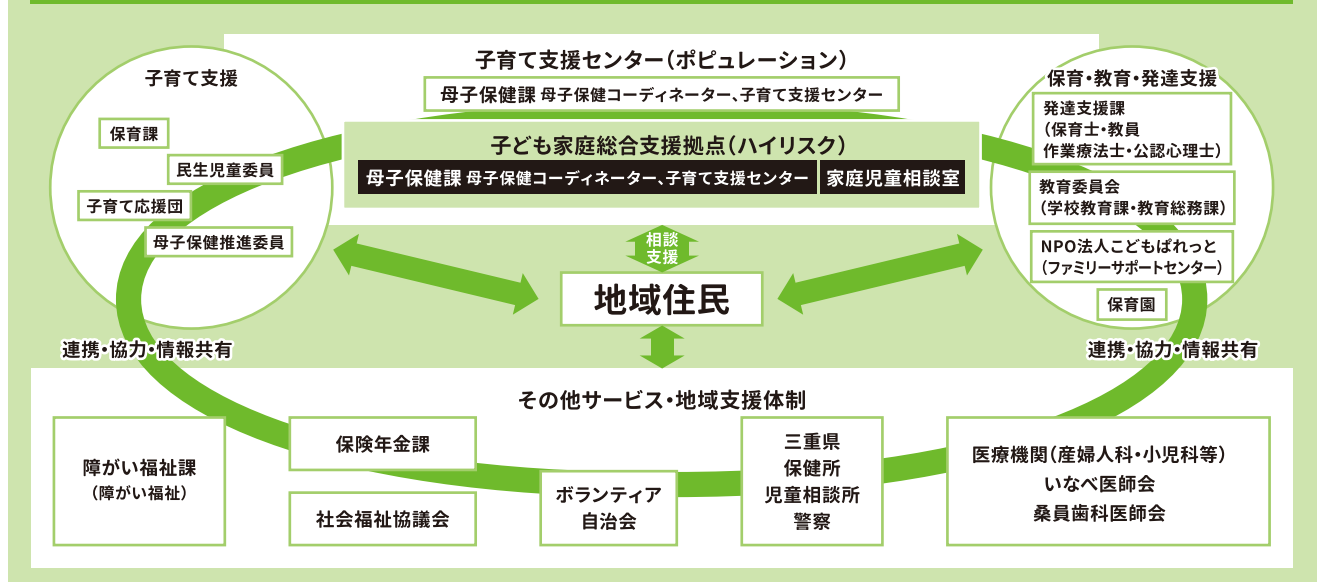 子育て支援センター（ポピュレーション）
母子保健課 母子保健コーディネーター、子育て支援センター
子ども家庭総合支援拠点（ハイリスク）
母子保健課 母子保健コーディネーター、子育て支援センター
家庭児童相談室
子育て支援
保育課
民生児童委員
子育て応援団
母子保健推進委員
保育・教育・発達支援
発達支援課
（保育士・教員
作業療法士・公認心理士）
教育委員会
（学校教育課・教育総務課）
NPO法人こどもぱれっと
（ファミリーサポートセンター）
保育園
相談
支援
地域住民
連携・協力・情報共有
連携・協力・情報共有
その他サービス・地域支援体制
障がい福祉課
（障がい福祉）
保険年金課
社会福祉協議会
ボランティア
自治会
三重県
保健所
児童相談所
警察
医療機関（産婦人科・小児科等）
いなべ医師会
桑員歯科医師会